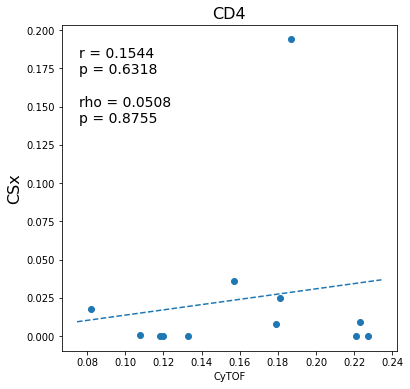 CD4
r = 0.1544
p = 0.6318
rho = 0.0508
p = 0.8755
CSx
0.200
0.175
0.150
0.125
0.100
0.075
0.050
0.025
0.000
0.08 0.10 0.12 0.14 0.16 0.18 0.20 0.22 0.24
CyTOF